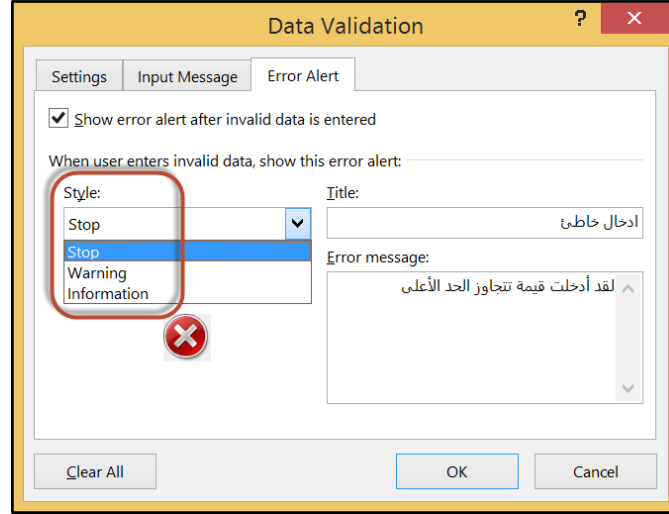 Data Validation
?
Settings
Input Message
Error Alert
Show error alert after invalid data is entered
When user enters invalid data, show this error alert:
Style:
Title:
Stop
ادخال خاطئ
Stop
Warning
Information
Error message:
لقد أدخلت قيمة تتجاوز الحد الأعلى
Clear All
OK
Cancel